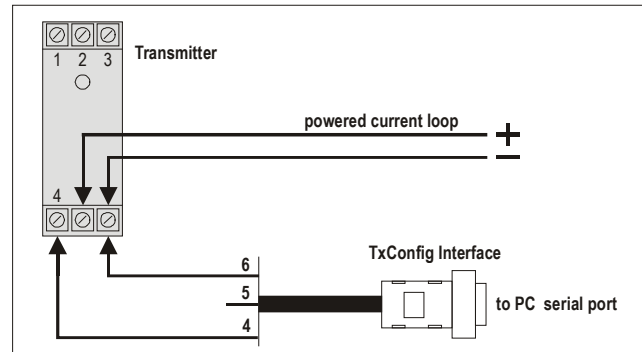 1 2 3
Transmitter
powered current loop +
–
4
TxConfig Interface
6
5
4
to PC serial port